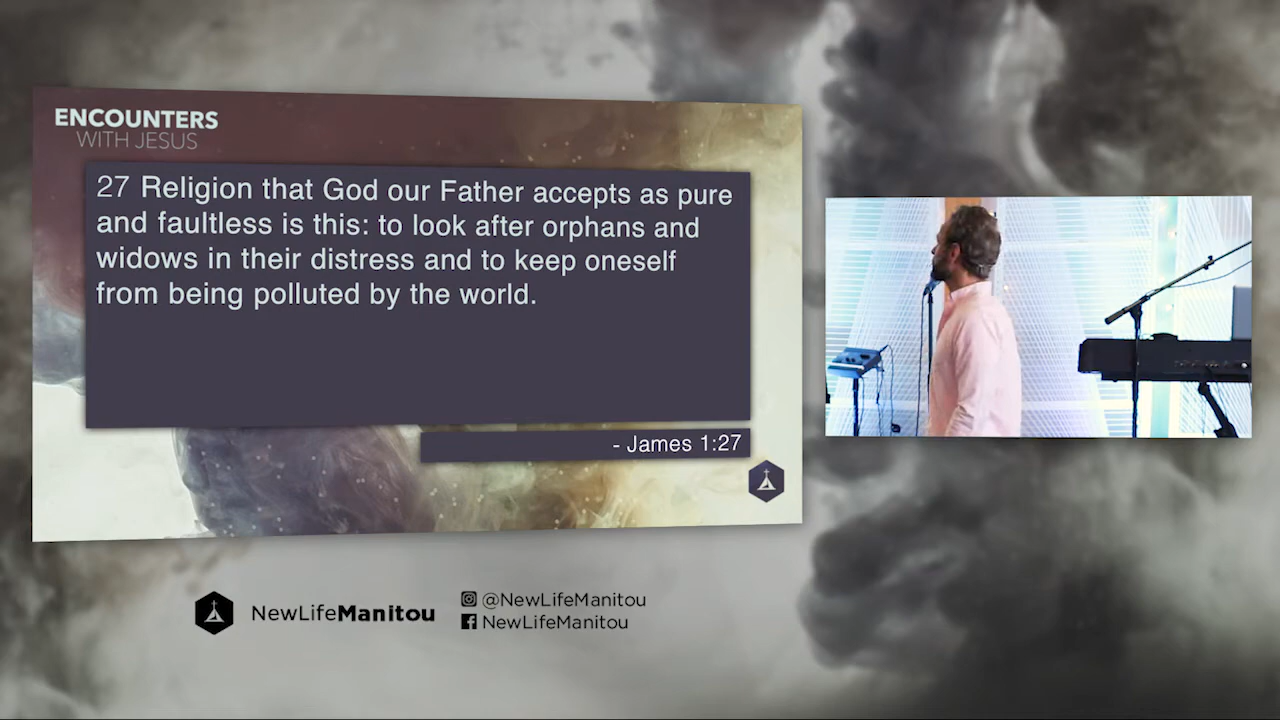 ENCOUNTERS
WITH JESUS
27 Religion that God our Father accepts as pure
and faultless is this: to look after orphans and
widows in their distress and to keep oneself
from being polluted by the world.
- James 1:27
NewLifeManitou
@NewLifeManitou
NewLifeManitou